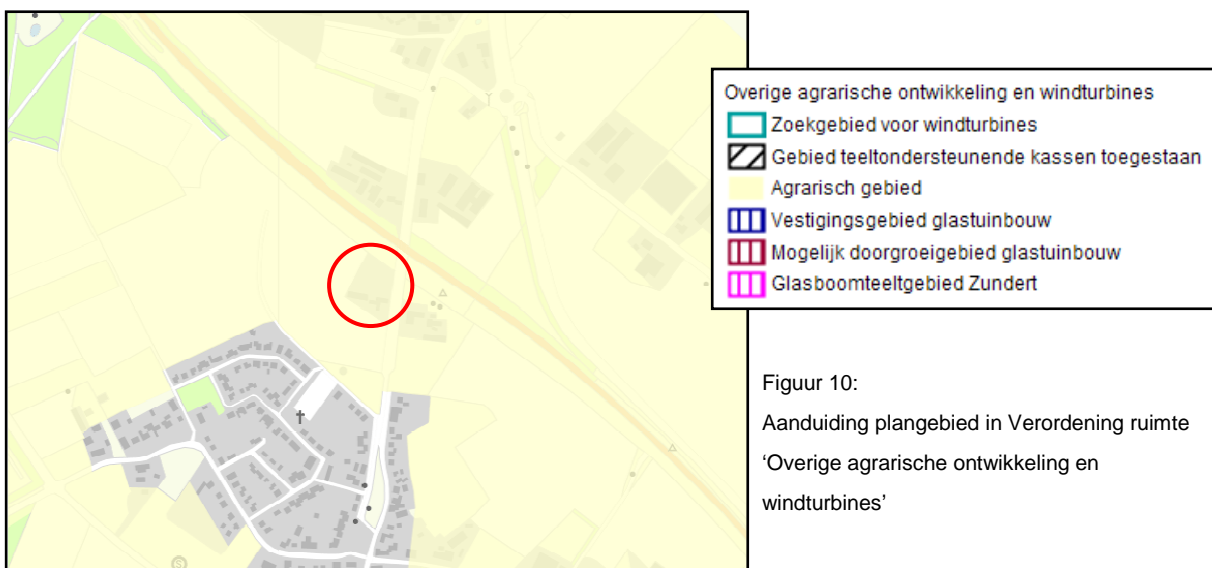 Overige agrarische ontwikkeling en windturbines
Zoekgebied voor windturbines
Gebied teeltondersteunende kassen toegestaan
Agrarisch gebied
Vestigingsgebied glastuinbouw
Mogelijk doorgroeigebied glastuinbouw
Glasboomteeltgebied Zundert
Figuur 10:
Aanduiding plangebied in Verordening ruimte
‘Overige agrarische ontwikkeling en
windturbines’